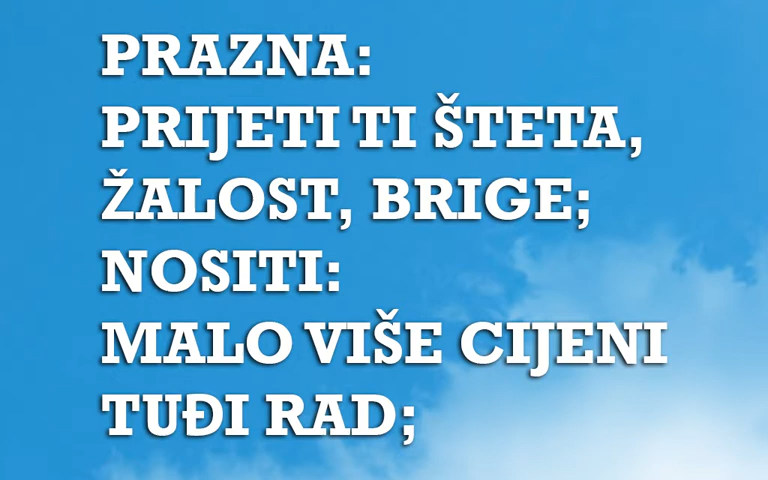 PRAZNA:
PRIJETI TI ŠTETA,
ŽALOST, BRIGE;
NOSITI:
MALO VIŠE CIJENI
TUĐI RAD;